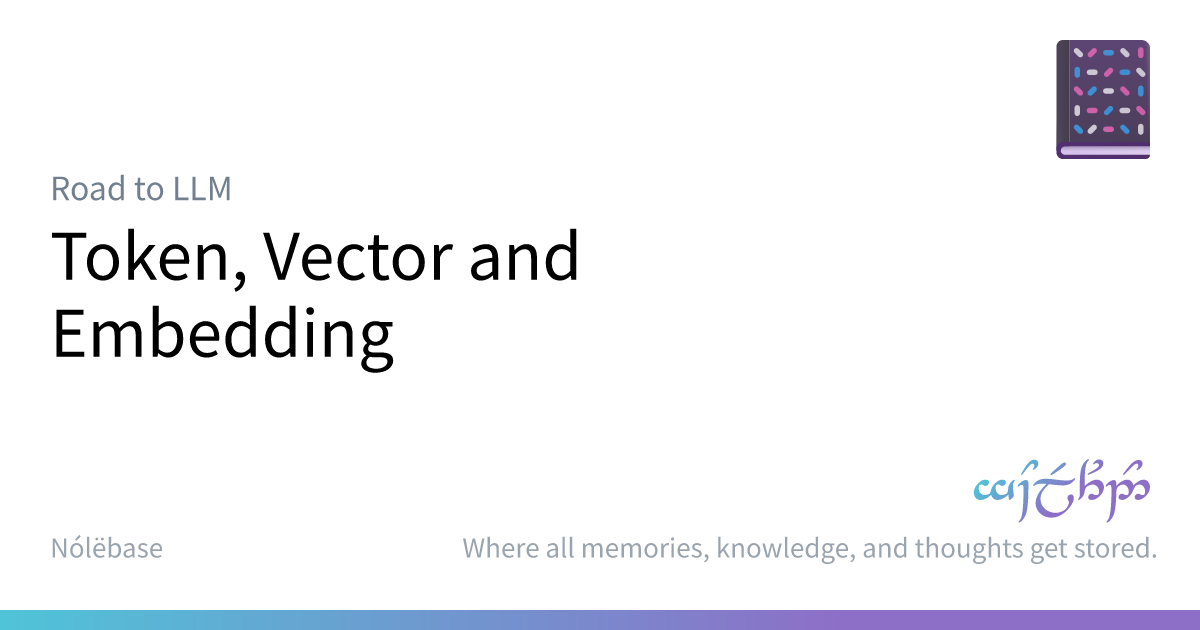 Road to LLM
Token, Vector and
Embedding
Nólëbase
Where all memories, knowledge, and thoughts get stored.